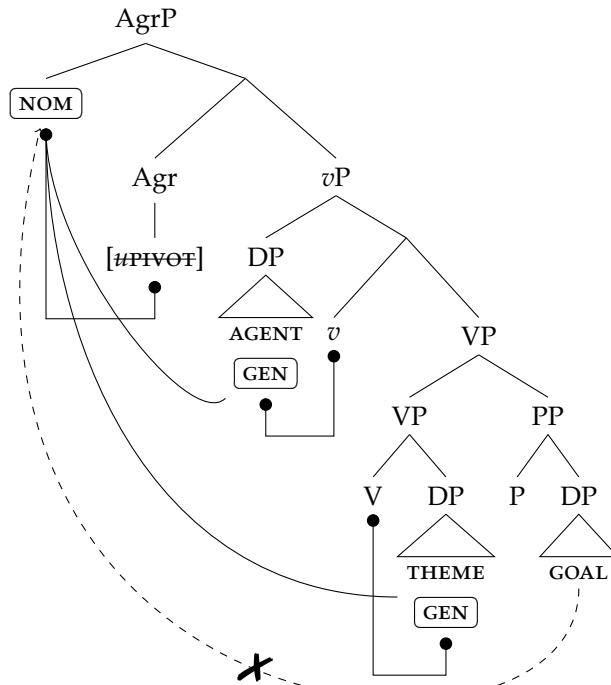 AgrP
NOM
Agr vP
[uPIVOT] DP
AGENT v VP
GEN
VP PP
V DP P DP
THEME GOAL
GEN